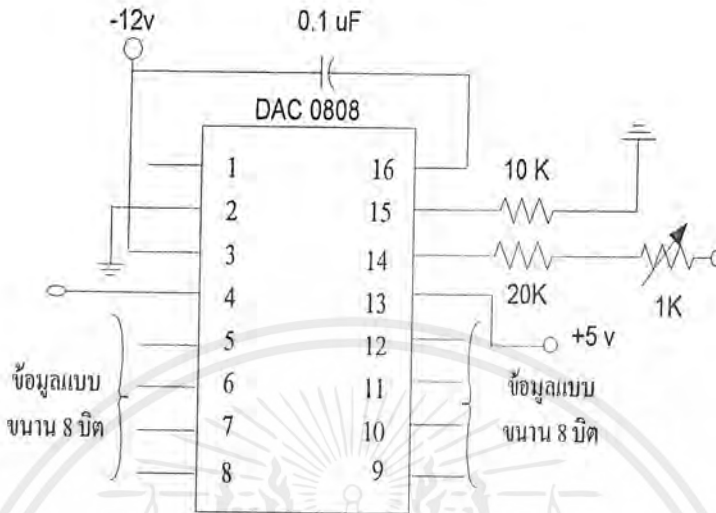 -12v
0.1 uF
DAC 0808
1
16
10 K
2
15
3
14
20K
1K
4
13
+5 v
5
12
6
11
7
10
8
9
ข้อมูลแบบ
ขนาน 8 บิต
ข้อมูลแบบ
ขนาน 8 บิต